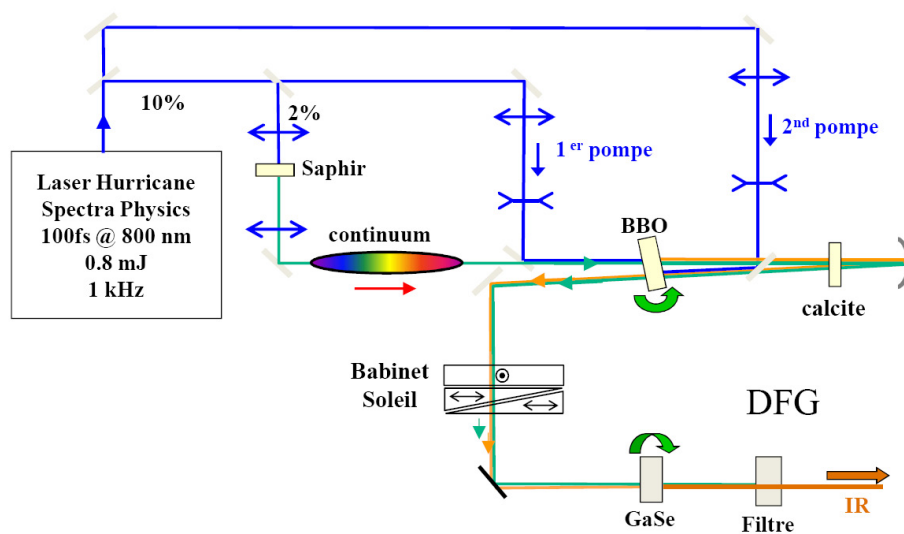 10%
2%
1er pompe
2nd pompe
Laser Hurricane
Spectra Physics
100fs @ 800 nm
0.8 mJ
1 kHz
Saphir
continuum
BBO
calcite
Babinet
Soleil
DFG
GaSe
Filtre
IR